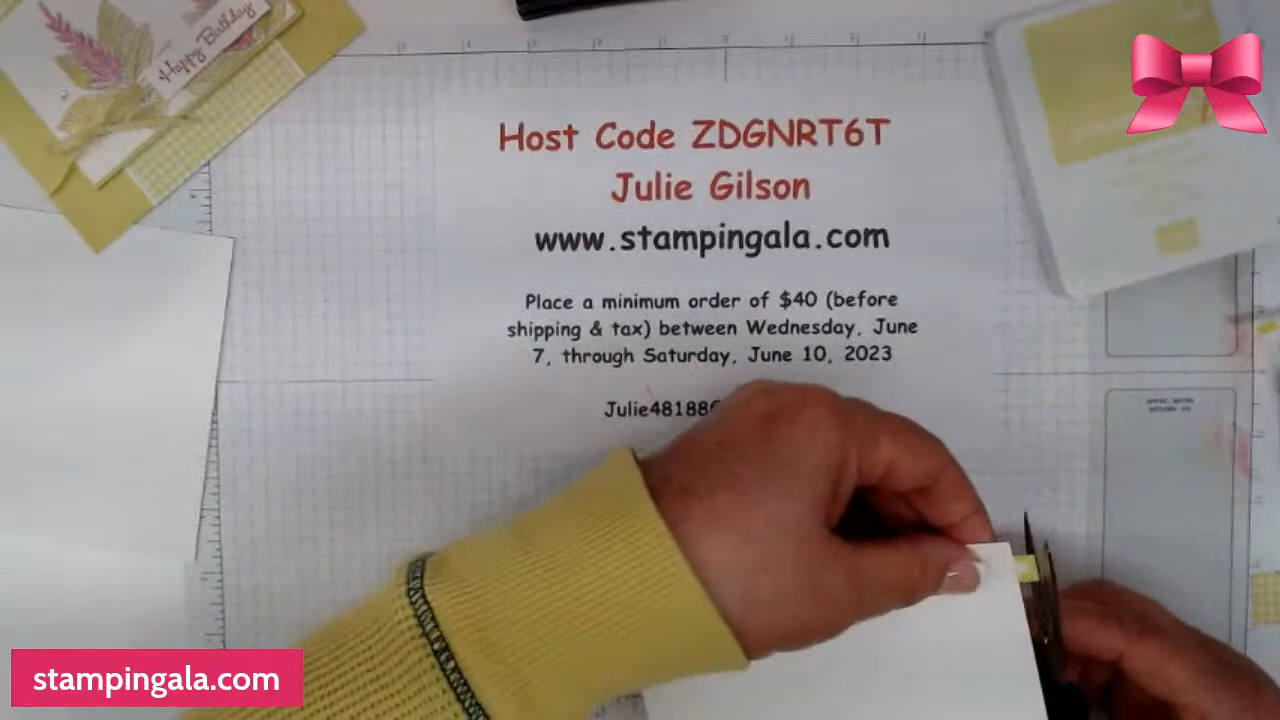 Happy Birthday
Host Code ZDGNRT6T
Julie Gilson
www.stampingala.com
Place a minimum order of $40 (before
shipping & tax) between Wednesday, June
7, through Saturday, June 10, 2023
Julie48188
stampingala.com